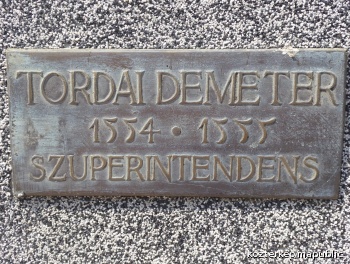 TORDAI DEMETER
1554 • 1555
SZUPERINTENDENS